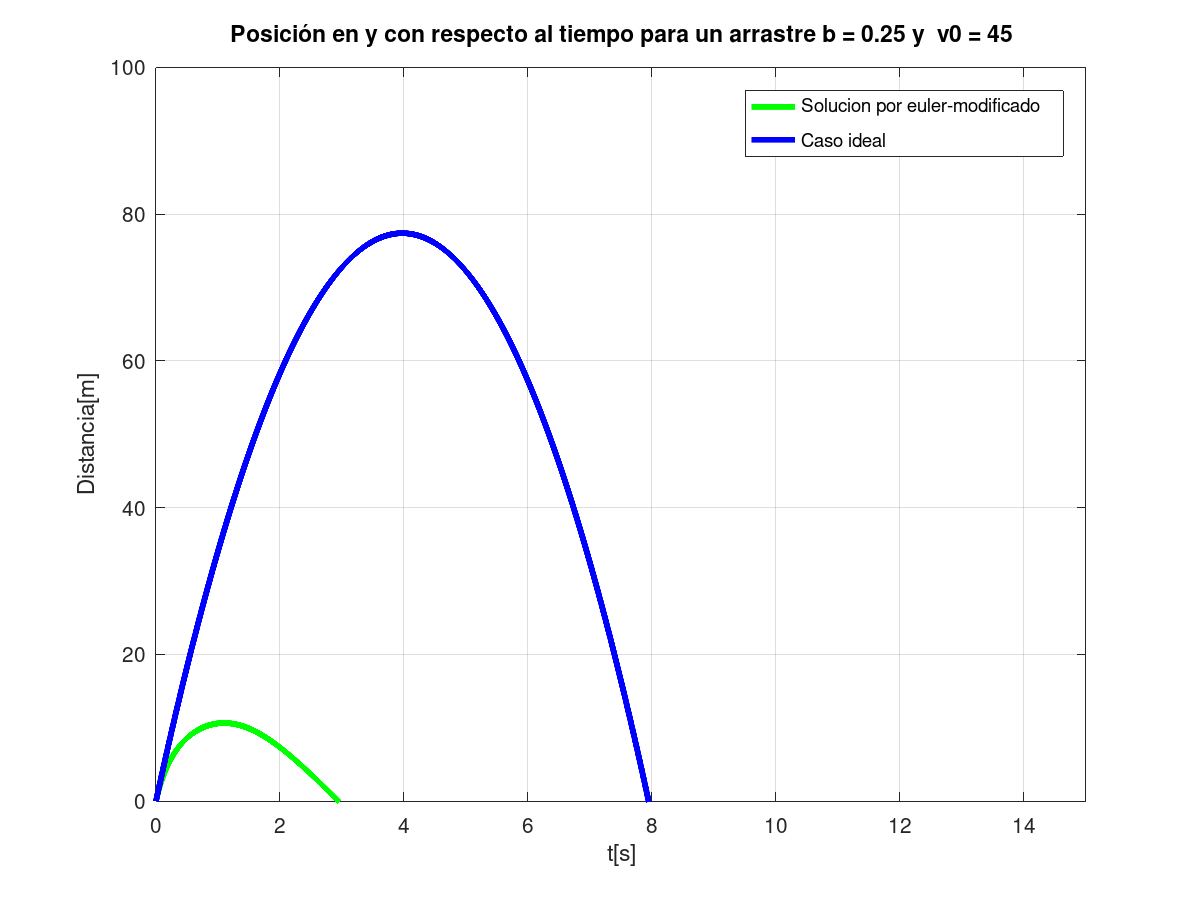 Posición en y con respecto al tiempo para un arrastre b = 0.25 y  v0 = 45
100
80
60
40
20
0
Distancia[m]
Solucion por euler-modificado
Caso ideal
0 2 4 6 8 10 12 14
t[s]